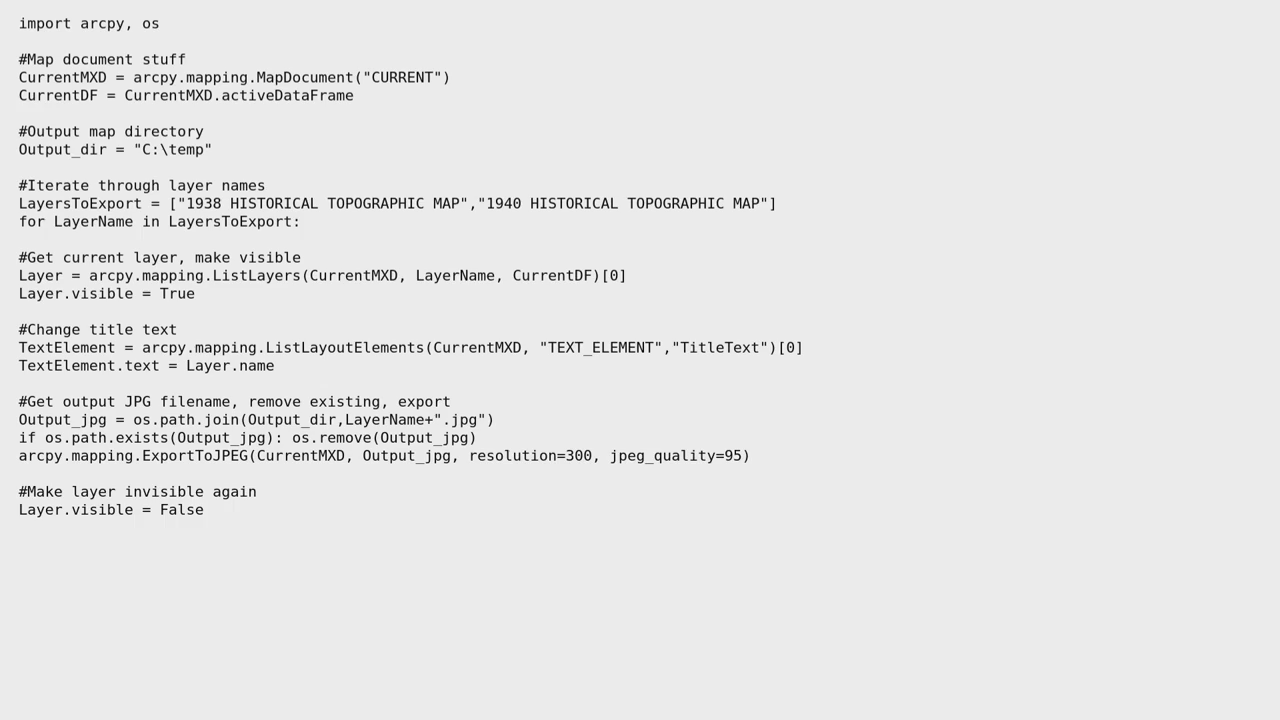 import arcpy, os
#Map document stuff
CurrentMXD = arcpy.mapping.MapDocument("CURRENT")
CurrentDF = CurrentMXD.activeDataFrame
#Output map directory
Output_dir = "C:\temp"
#Iterate through layer names
LayersToExport = ["1938 HISTORICAL TOPOGRAPHIC MAP","1940 HISTORICAL TOPOGRAPHIC MAP"]
for LayerName in LayersToExport:
#Get current layer, make visible
Layer = arcpy.mapping.ListLayers(CurrentMXD, LayerName, CurrentDF)[0]
Layer.visible = True
#Change title text
TextElement = arcpy.mapping.ListLayoutElements(CurrentMXD, "TEXT_ELEMENT","TitleText")[0]
TextElement.text = Layer.name
#Get output JPG filename, remove existing, export
Output_jpg = os.path.join(Output_dir,LayerName+".jpg")
if os.path.exists(Output_jpg): os.remove(Output_jpg)
arcpy.mapping.ExportToJPEG(CurrentMXD, Output_jpg, resolution=300, jpeg_quality=95)
#Make layer invisible again
Layer.visible = False